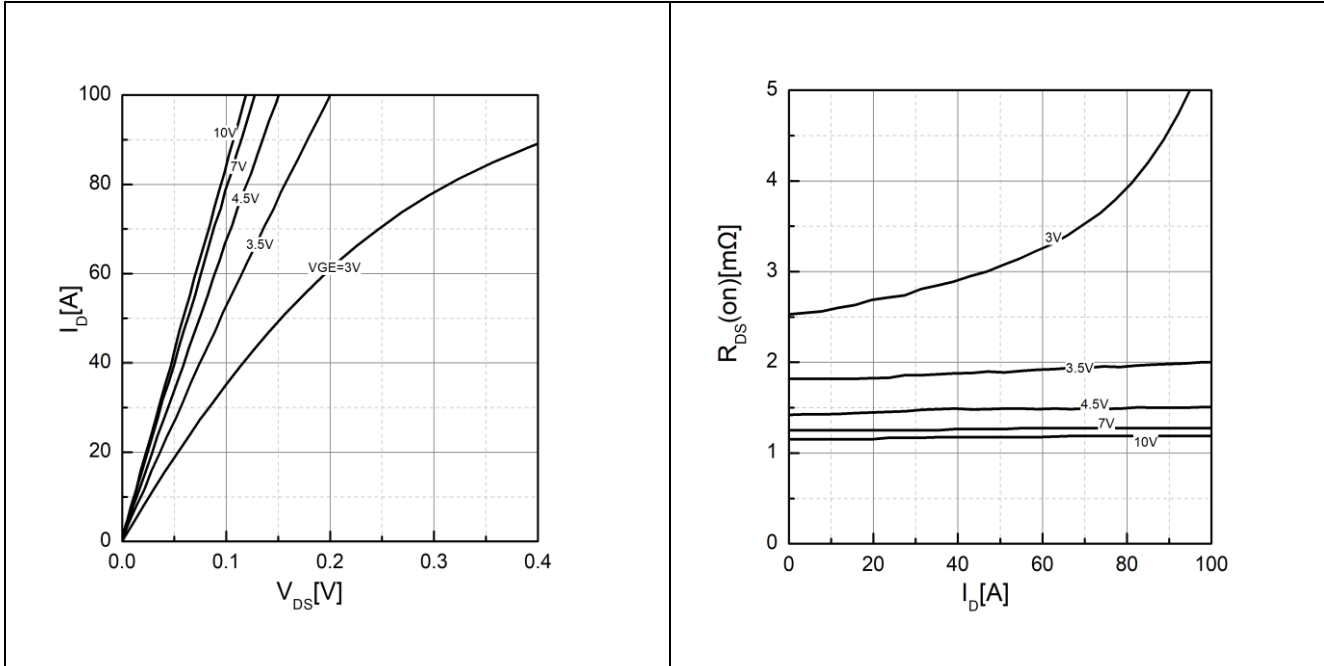 100
80
60
40
20
0
I_D[A]
10V
7V
4.5V
3.5V
VGE=3V
0.0 0.1 0.2 0.3 0.4
V_DS[V]
5
4
3
2
1
0
R_DS(on)[mΩ]
3V
3.5V
4.5V
7V
10V
0 20 40 60 80 100
I_D[A]